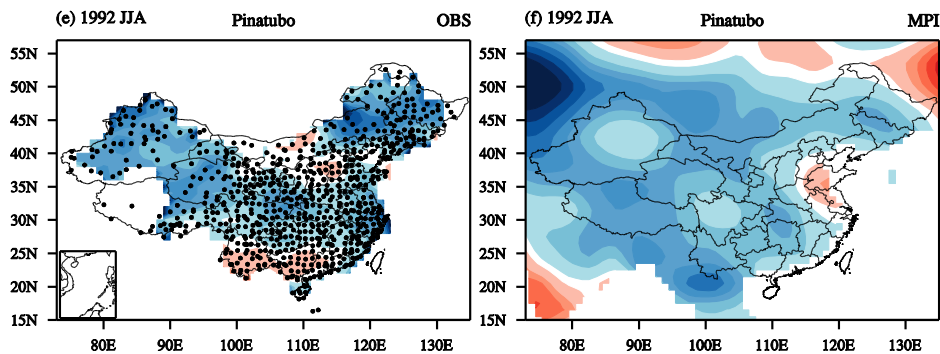 (e) 1992 JJA Pinatubo OBS
55N
50N
45N
40N
35N
30N
25N
20N
15N
80E 90E 100E 110E 120E 130E
(f) 1992 JJA Pinatubo MPI
55N
50N
45N
40N
35N
30N
25N
20N
15N
80E 90E 100E 110E 120E 130E